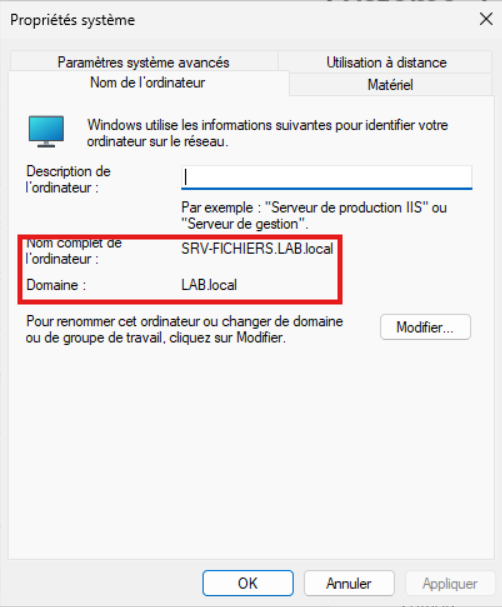 Propriétés système
Paramètres système avancés
Utilisation à distance
Nom de l'ordinateur
Matériel
Windows utilise les informations suivantes pour identifier votre
ordinateur sur le réseau.
Description de
l'ordinateur :
Par exemple : "Serveur de production IIS" ou
"Serveur de gestion".
Nom complet de
l'ordinateur :
SRV-FICHIERS.LAB.local
Domaine :
LAB.local
Pour renommer cet ordinateur ou changer de domaine
ou de groupe de travail, cliquez sur Modifier.
Modifier...
OK
Annuler
Appliquer